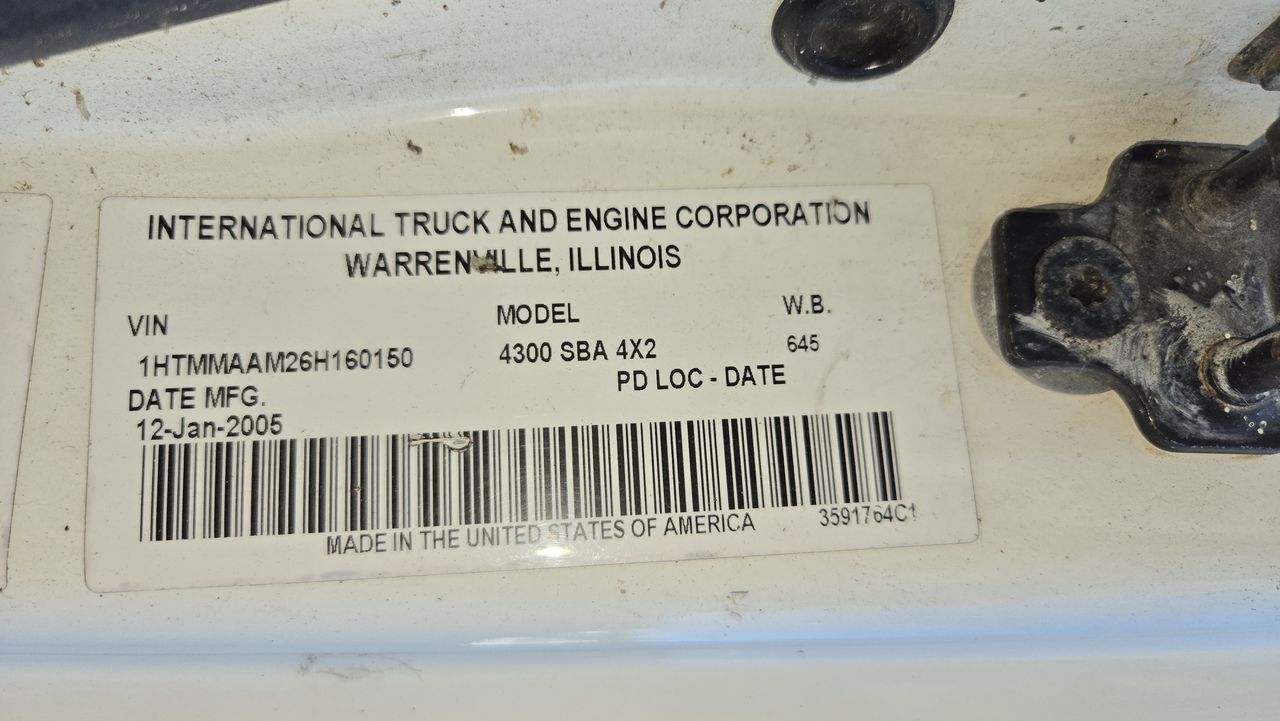 INTERNATIONAL TRUCK AND ENGINE CORPORATION
WARRENVILLE, ILLINOIS
VIN MODEL W.B.
1HTMMAAM26H160150 4300 SBA 4X2 645
DATE MFG. PD LOC - DATE
12-Jan-2005
MADE IN THE UNITED STATES OF AMERICA 3591764C1